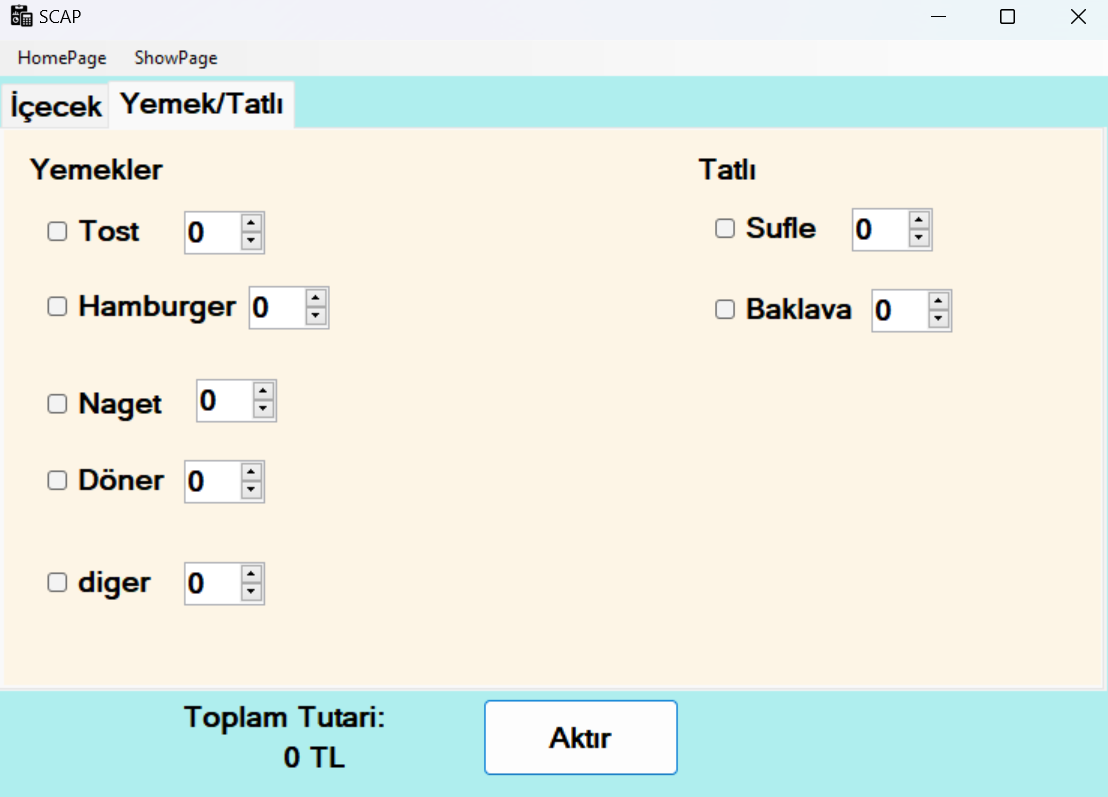 SCAP
HomePage ShowPage
İçecek Yemek/Tatlı
Yemekler
Tost 0
Hamburger 0
Naget 0
Döner 0
diger 0
Tatlı
Sufle 0
Baklava 0
Toplam Tutari:
0 TL
Aktır